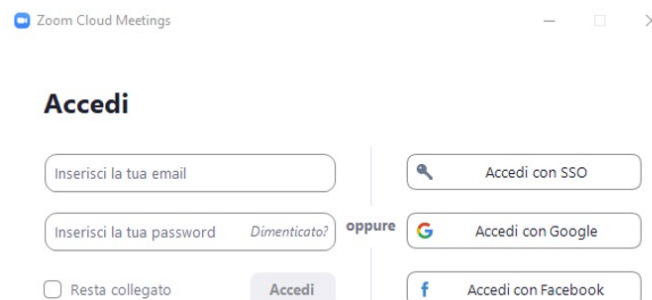 Zoom Cloud Meetings
Accedi
Inserisci la tua email
Inserisci la tua password Dimenticato?
Resta collegato Accedi
oppure
Accedi con SSO
Accedi con Google
Accedi con Facebook